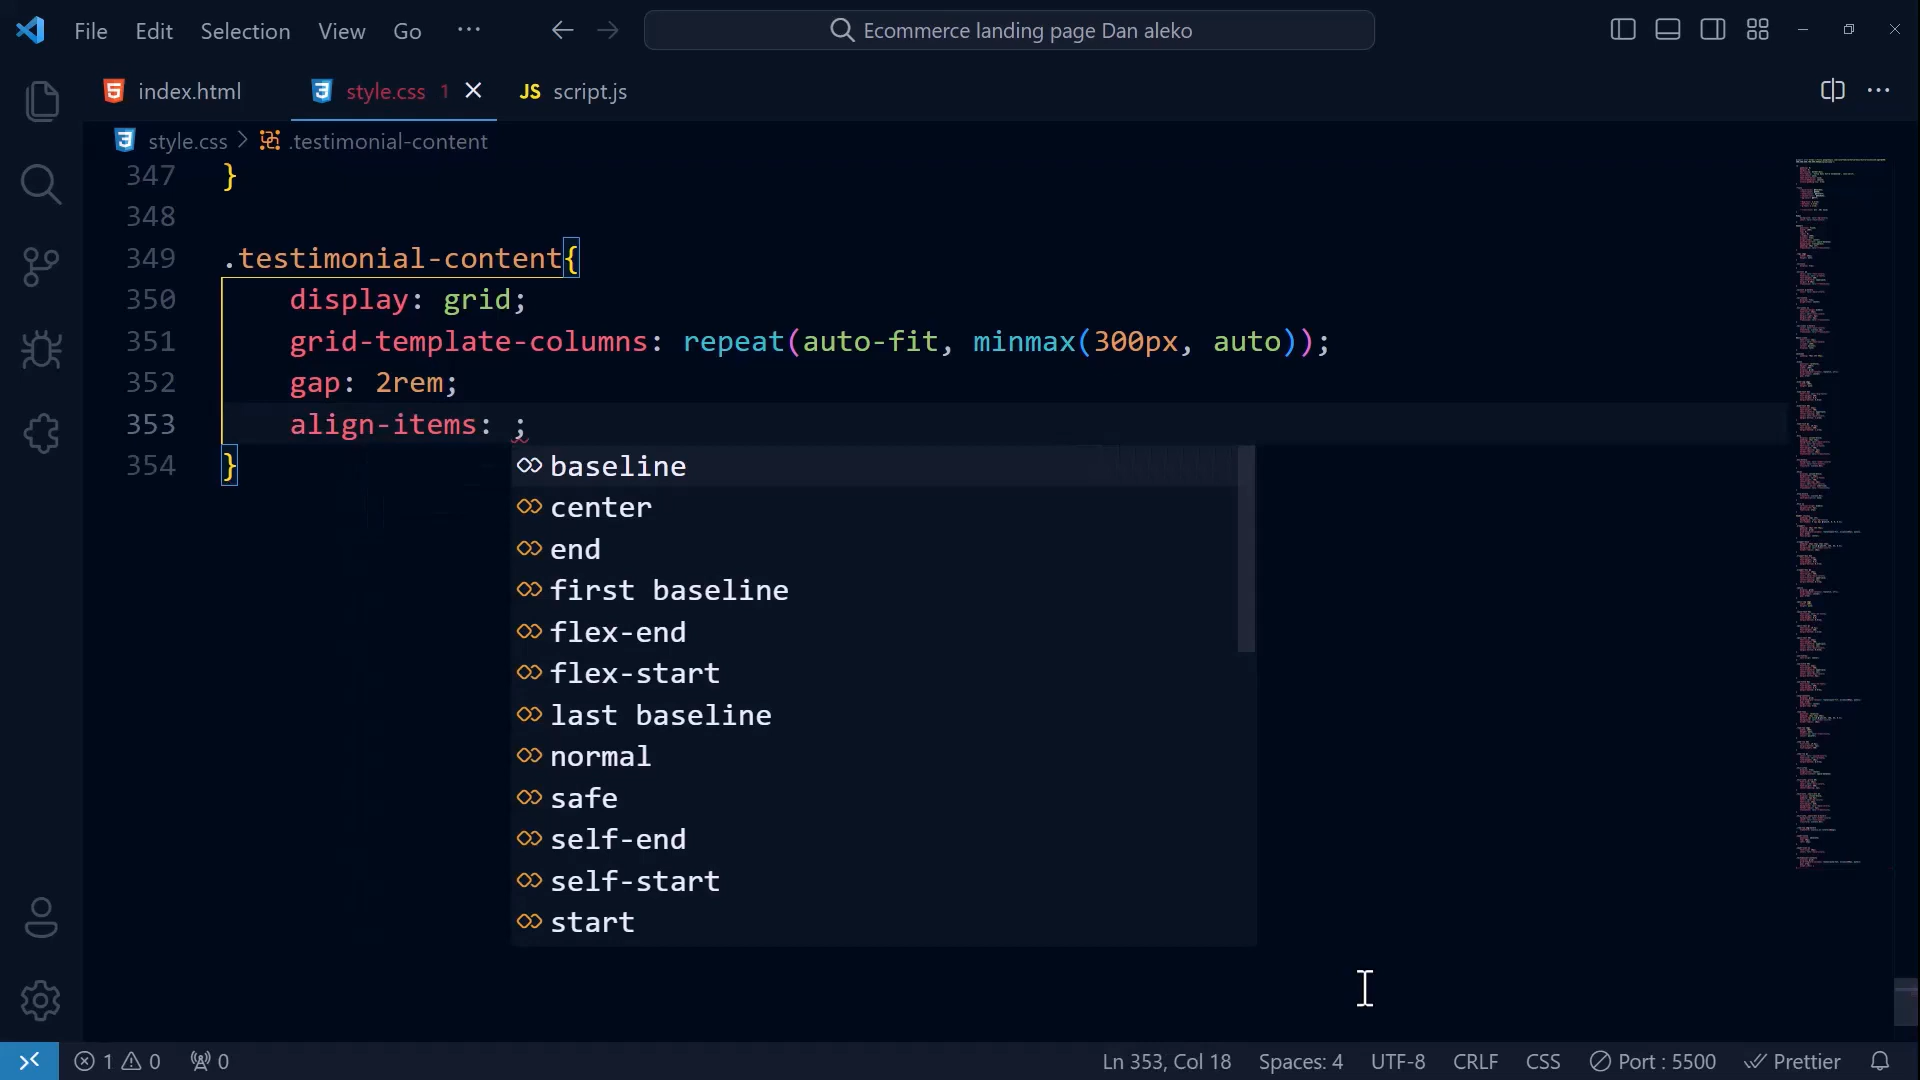 File Edit Selection View Go ··· Ecommerce landing page Dan aleko
index.html style.css 1 JS script.js
style.css > .testimonial-content
347 }
348
349 .testimonial-content{
350 display: grid;
351 grid-template-columns: repeat(auto-fit, minmax(300px, auto));
352 gap: 2rem;
353 align-items: ;
354 }
baseline
center
end
first baseline
flex-end
flex-start
last baseline
normal
safe
self-end
self-start
start
1 0 0 Ln 353, Col 18 Spaces: 4 UTF-8 CRLF CSS Port : 5500 Prettier